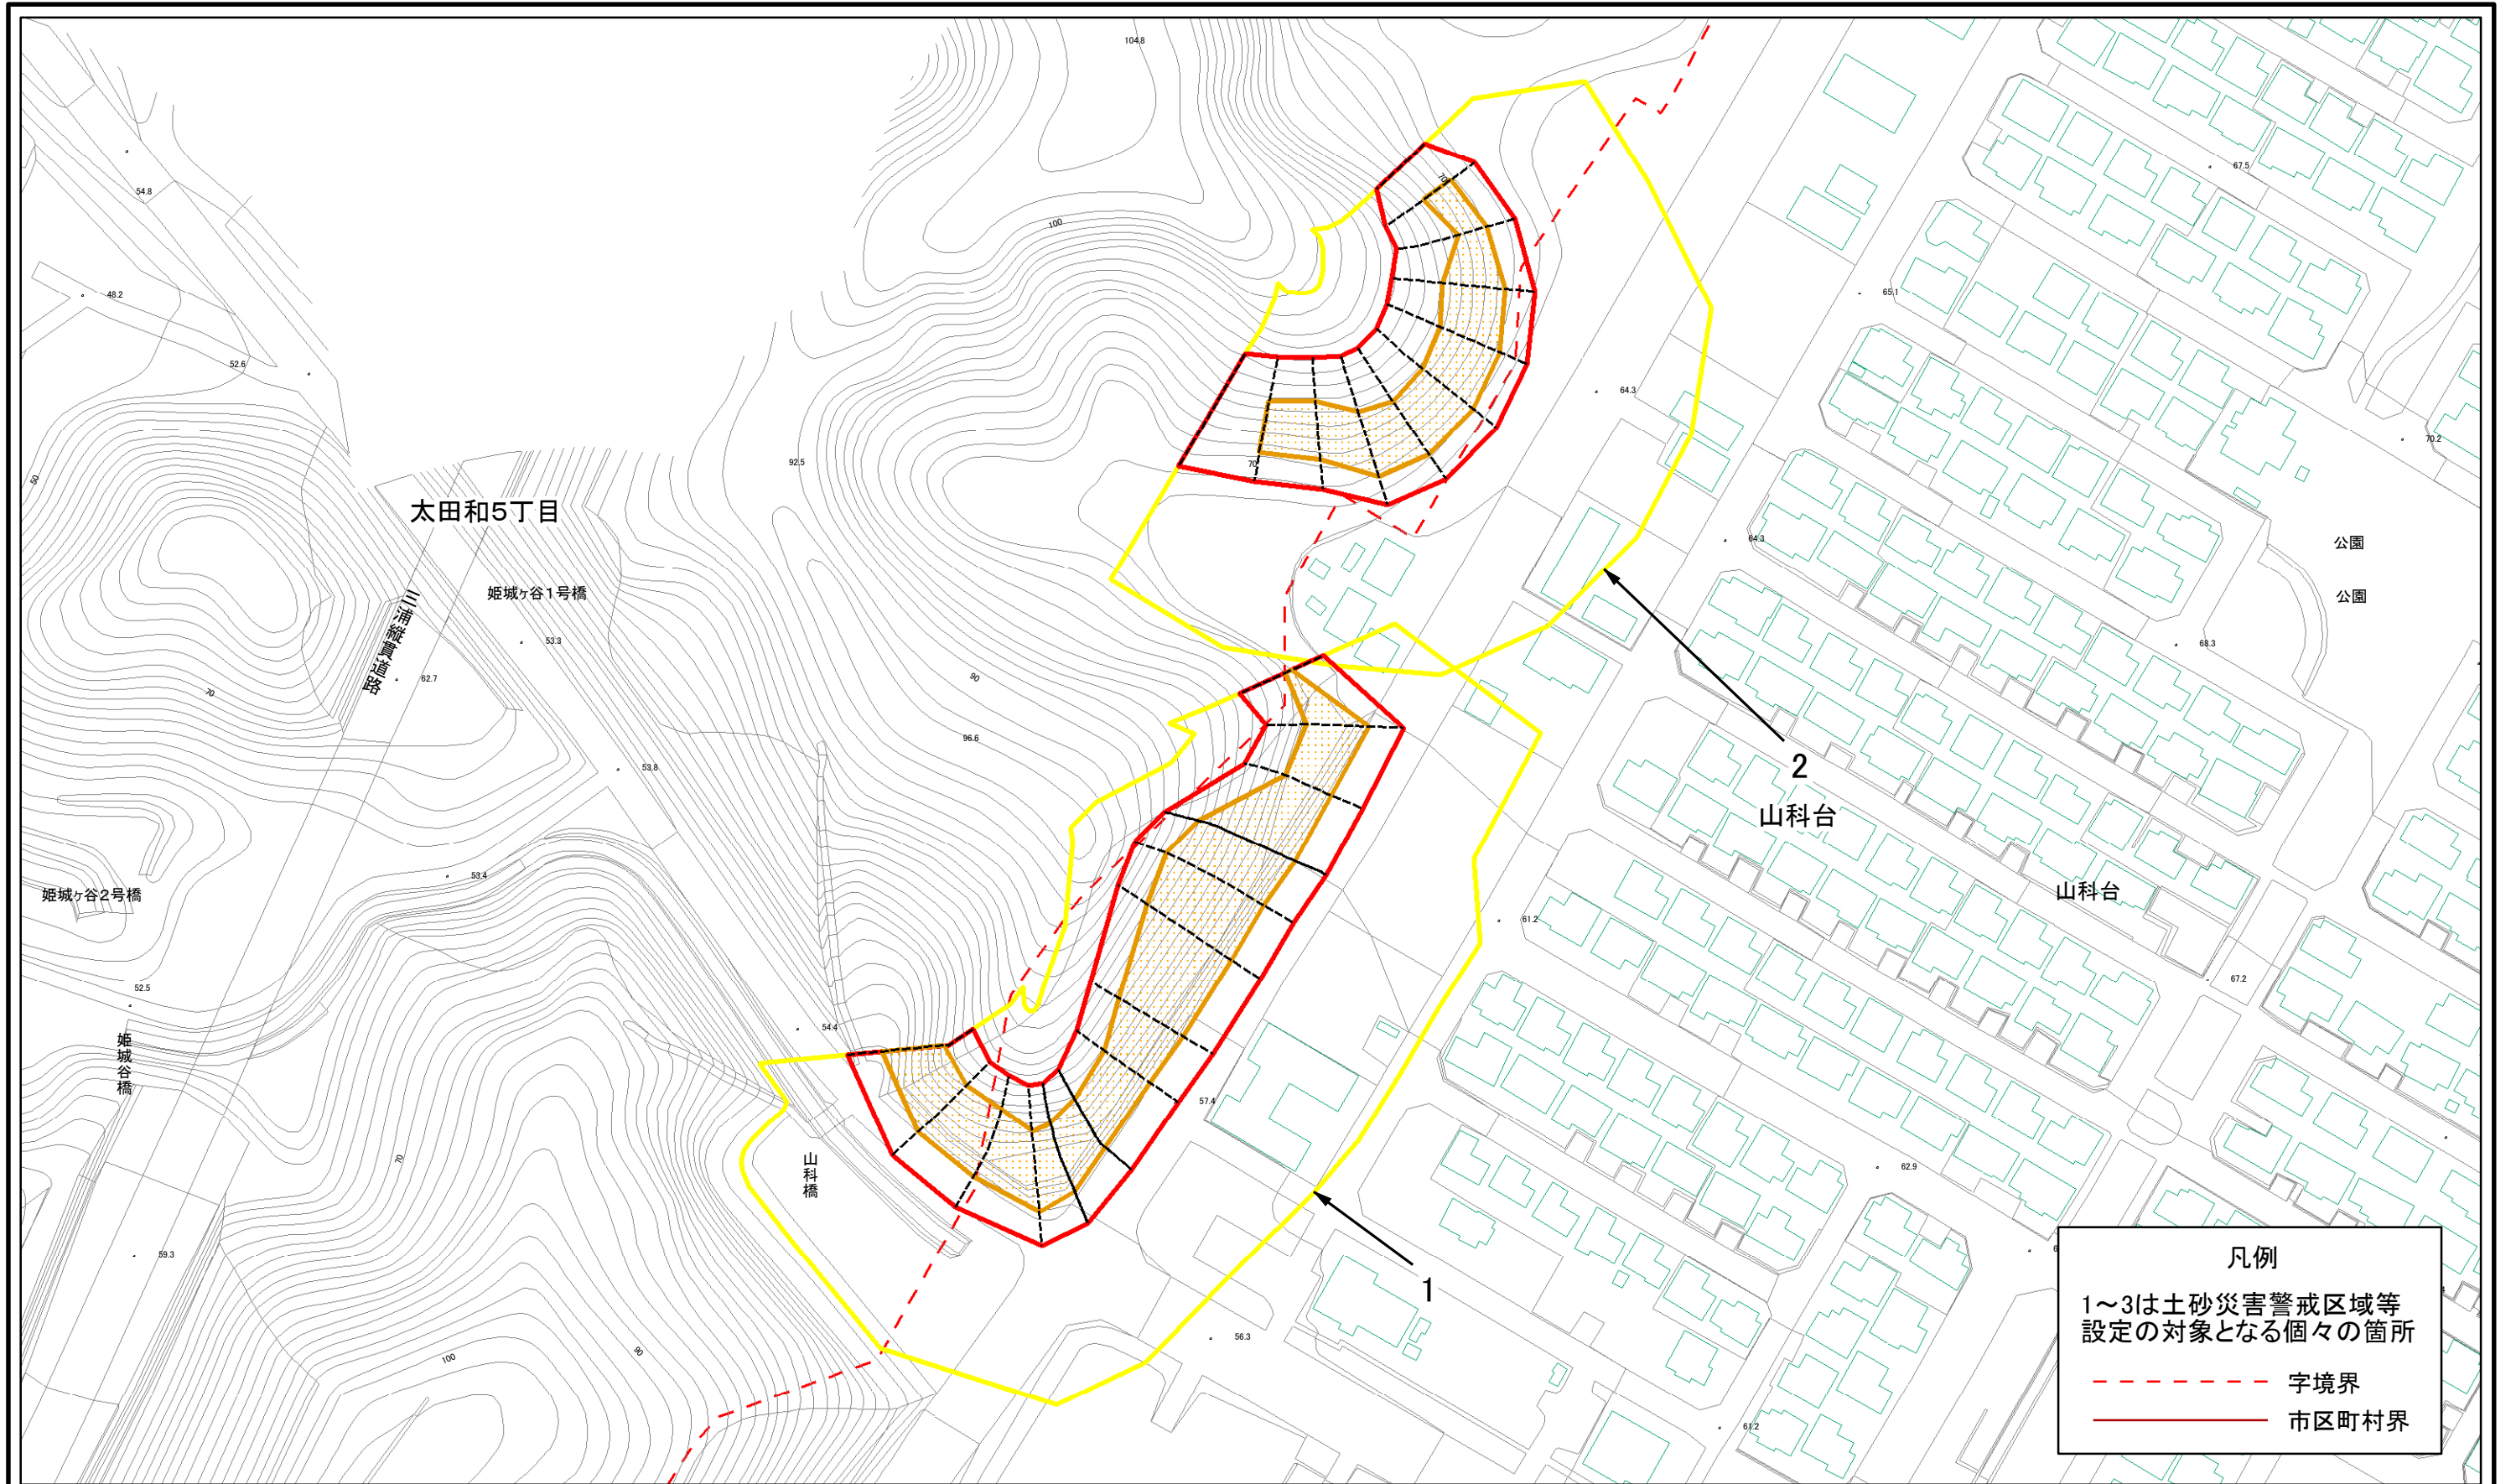 104.8
54.8
67.5
100
70
48.2
65.1
52.6
64.3
70.2
92.5
70
50
太田和5丁目
姫城ヶ谷1号橋
三浦縦貫道路
53.3
62.7
70
64.3
公園
公園
68.3
90
96.6
53.8
2
山科台
山科台
53.4
姫城ヶ谷2号橋
61.2
67.2
52.5
54.4
姫城谷橋
57.4
70
山科橋
62.9
59.3
1
56.3
100
90
61.2
凡例
1～3は土砂災害警戒区域等
設定の対象となる個々の箇所
字境界
市区町村界